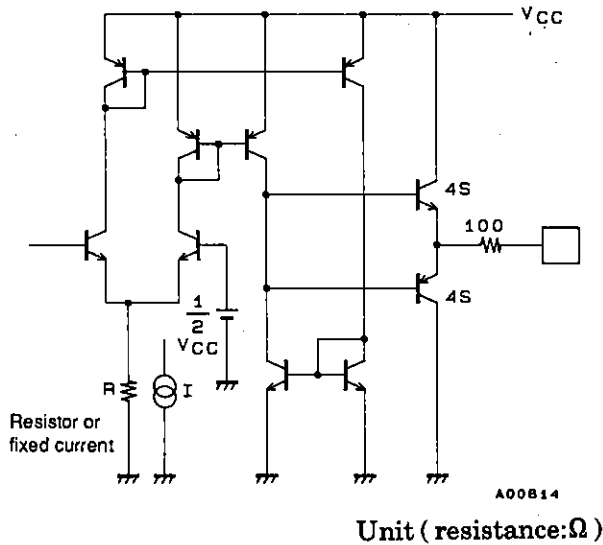 VCC
4S
100
4S
1
2
VCC
R
I
Resistor or
fixed current
A00814
Unit (resistance:Ω)